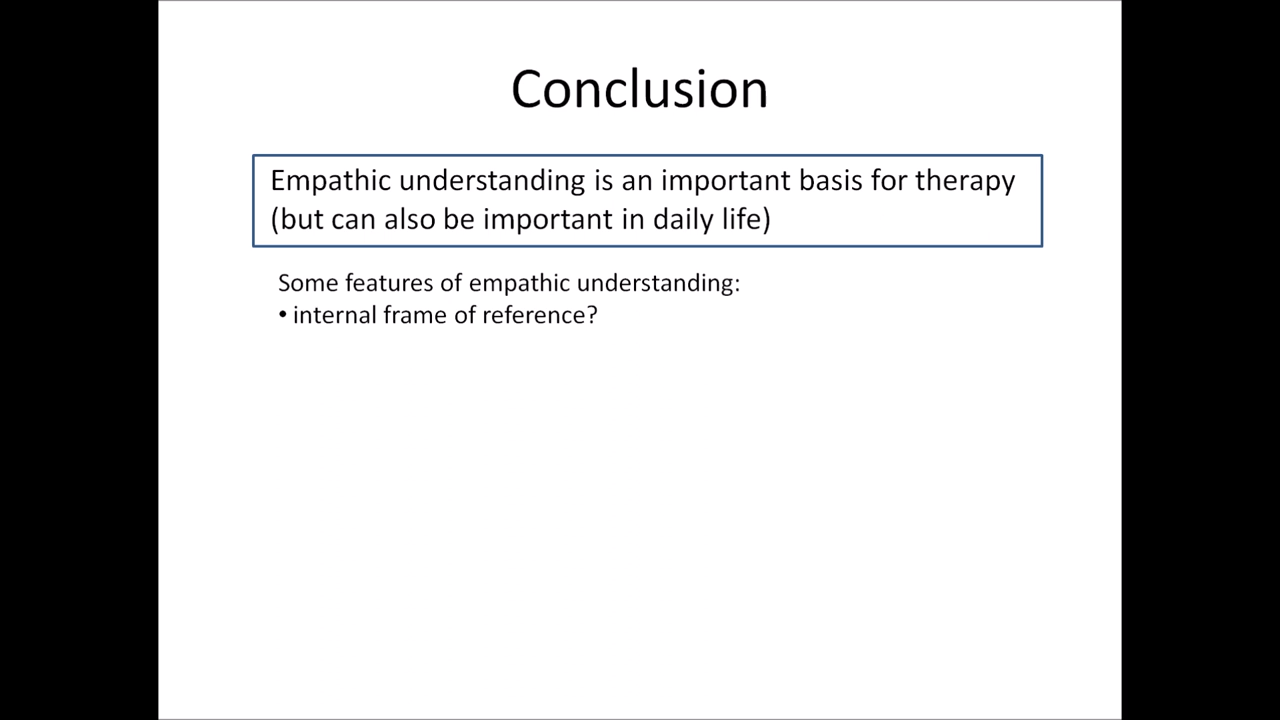 Conclusion
Empathic understanding is an important basis for therapy
(but can also be important in daily life)
Some features of empathic understanding:
• internal frame of reference?